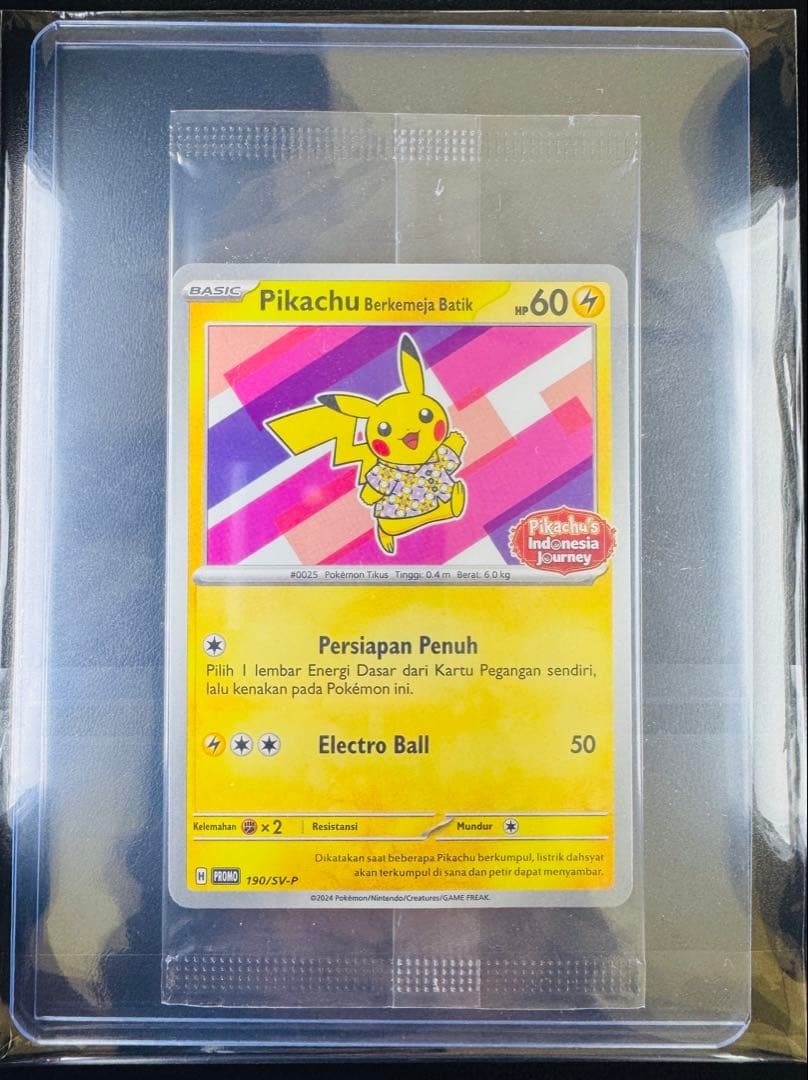 BASIC Pikachu Berkemeja Batik HP 60
Pikachu's
Indonesia
Journey
#0025 Pokémon Tikus Tinggi: 0.4 m Berat: 6.0 kg
Persiapan Penuh
Pilih 1 lembar Energi Dasar dari Kartu Pegangan sendiri,
lalu kenakan pada Pokémon ini.
Electro Ball 50
Kelemahan ×2 Resistansi Mundur
Dikatakan saat beberapa Pikachu berkumpul, listrik dahsyat
akan terkumpul di sana dan petir dapat menyambar.
H PROMO 190/SV-P
©2024 Pokémon/Nintendo/Creatures/GAME FREAK.